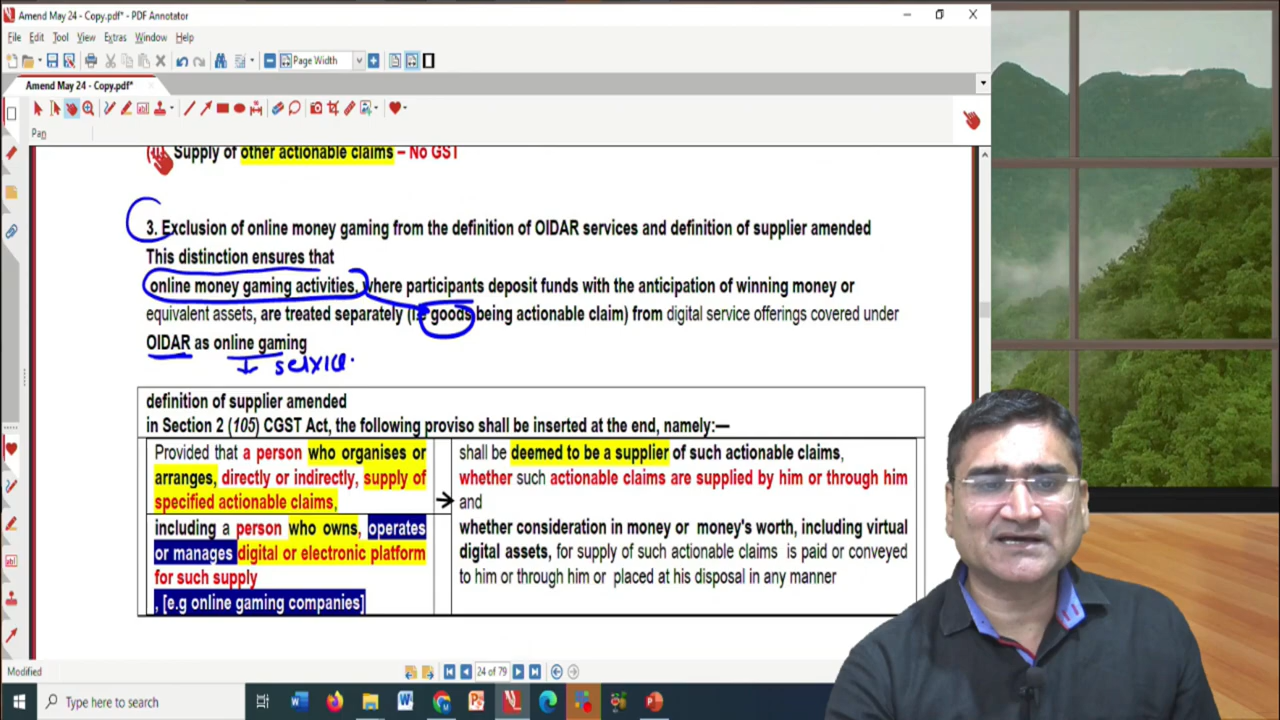 Amend May 24 - Copy.pdf* - PDF Annotator
File Edit Tool View Extras Window Help
Page Width
Amend May 24 - Copy.pdf*
Pan
(ii) Supply of other actionable claims – No GST
3. Exclusion of online money gaming from the definition of OIDAR services and definition of supplier amended
This distinction ensures that
online money gaming activities, where participants deposit funds with the anticipation of winning money or
equivalent assets, are treated separately (i.e goods being actionable claim) from digital service offerings covered under
OIDAR as online gaming
service
definition of supplier amended
in Section 2 (105) CGST Act, the following proviso shall be inserted at the end, namely:—
Provided that a person who organises or
arranges, directly or indirectly, supply of
specified actionable claims,
including a person who owns, operates
or manages digital or electronic platform
for such supply
, [e.g online gaming companies]
shall be deemed to be a supplier of such actionable claims,
whether such actionable claims are supplied by him or through him
and
whether consideration in money or money's worth, including virtual
digital assets, for supply of such actionable claims is paid or conveyed
to him or through him or placed at his disposal in any manner
Modified
24 of 79
Type here to search